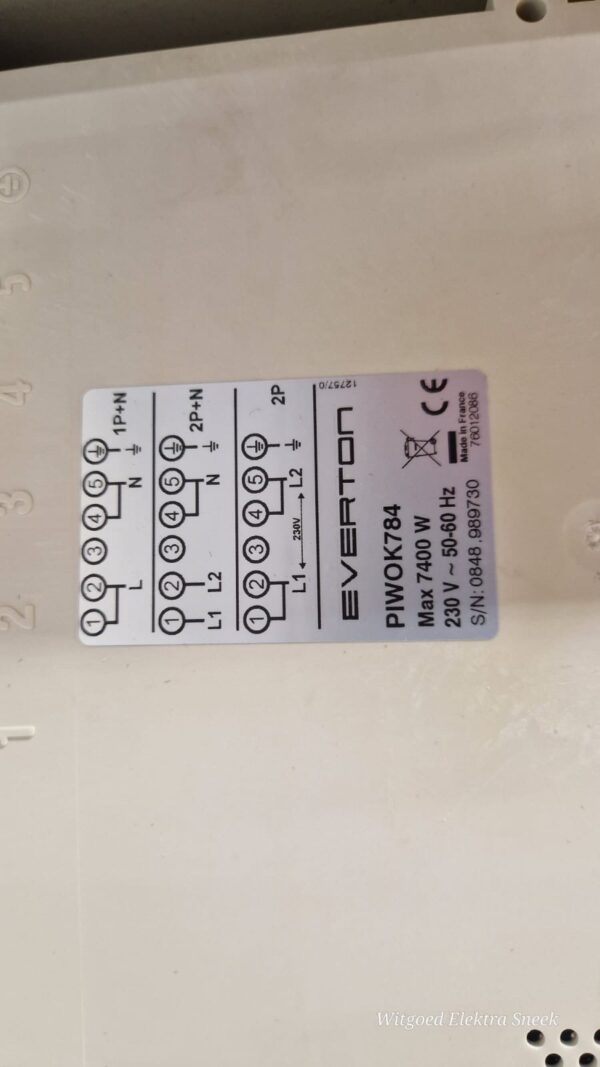 1 2 3 4 5
1 2 3 4 5 1P+N
L N
1 2 3 4 5 2P+N
L1 L2 N
1 2 3 4 5 2P
L1 230V L2
12757/0
EVERTON
PIWOK784
Max 7400 W
230 V ~ 50-60 Hz
S/N: 0848.989730
CE
Made in France
76012086
Witgoed Elektra Sneek